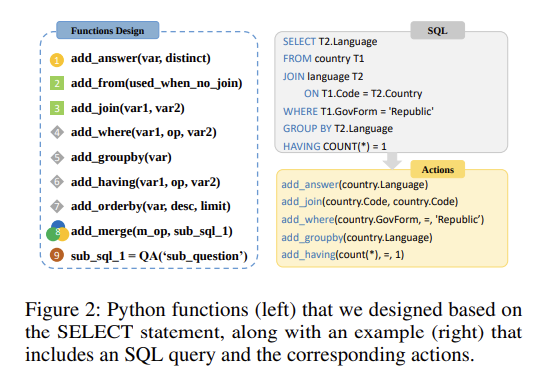 Functions Design
1 add_answer(var, distinct)
2 add_from(used_when_no_join)
3 add_join(var1, var2)
4 add_where(var1, op, var2)
5 add_groupby(var)
6 add_having(var1, op, var2)
7 add_orderby(var, desc, limit)
8 add_merge(m_op, sub_sql_1)
9 sub_sql_1 = QA(‘sub_question’)
SQL
SELECT T2.Language
FROM country T1
JOIN language T2
ON T1.Code = T2.Country
WHERE T1.GovForm = 'Republic'
GROUP BY T2.Language
HAVING COUNT(*) = 1
Actions
add_answer(country.Language)
add_join(country.Code, country.Code)
add_where(country.GovForm, =, 'Republic’)
add_groupby(country.Language)
add_having(count(*), =, 1)
Figure 2: Python functions (left) that we designed based on
the SELECT statement, along with an example (right) that
includes an SQL query and the corresponding actions.